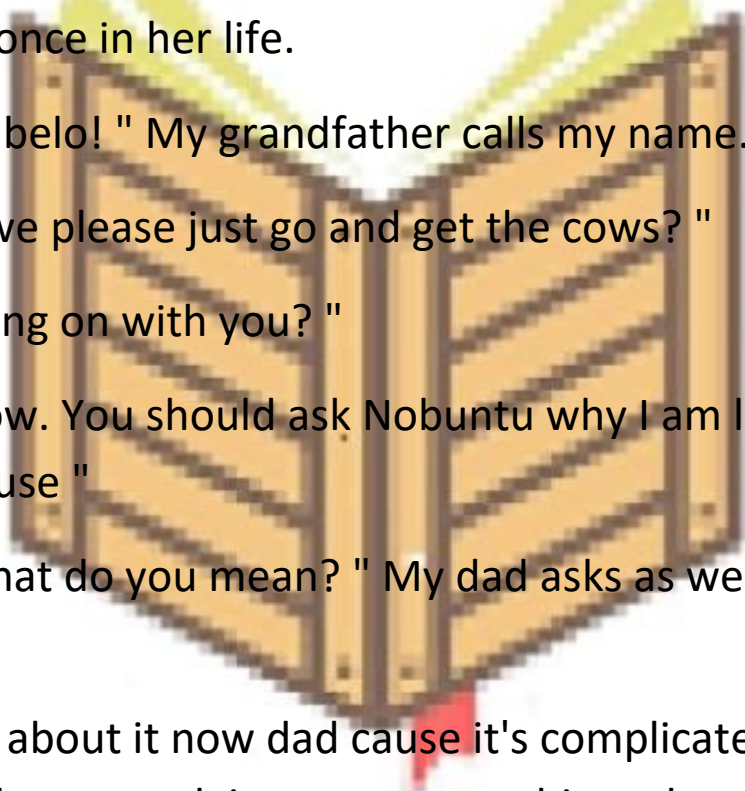 once in her life.
belo! " My grandfather calls my name.
ve please just go and get the cows? "
ng on with you? "
ow. You should ask Nobuntu why I am l
use "
hat do you mean? " My dad asks as we
about it now dad cause it's complicate